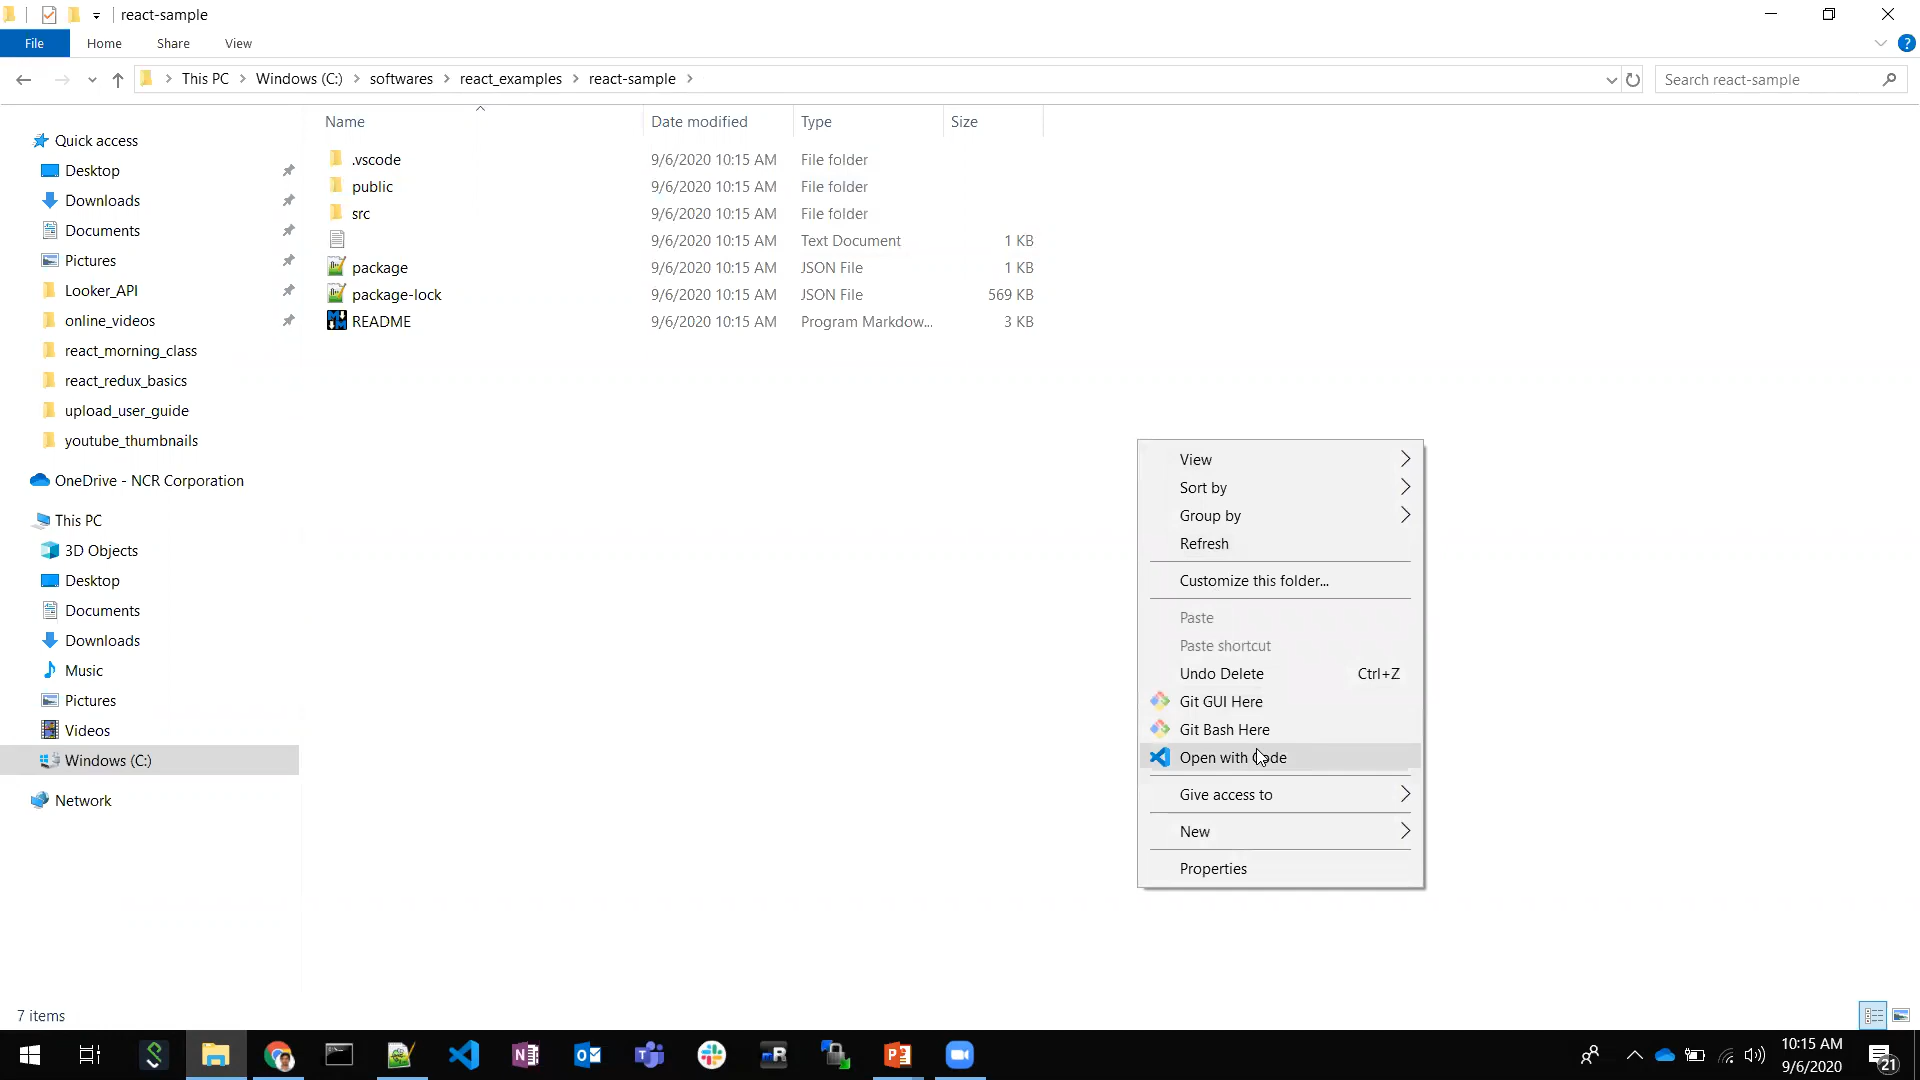 react-sample
File Home Share View
This PC Windows (C:) softwares react_examples react-sample
Search react-sample
Name Date modified Type Size
.vscode 9/6/2020 10:15 AM File folder
public 9/6/2020 10:15 AM File folder
src 9/6/2020 10:15 AM File folder
9/6/2020 10:15 AM Text Document 1 KB
package 9/6/2020 10:15 AM JSON File 1 KB
package-lock 9/6/2020 10:15 AM JSON File 569 KB
README 9/6/2020 10:15 AM Program Markdow... 3 KB
Quick access
Desktop
Downloads
Documents
Pictures
Looker_API
online_videos
react_morning_class
react_redux_basics
upload_user_guide
youtube_thumbnails
OneDrive - NCR Corporation
This PC
3D Objects
Desktop
Documents
Downloads
Music
Pictures
Videos
Windows (C:)
Network
View
Sort by
Group by
Refresh
Customize this folder...
Paste
Paste shortcut
Undo Delete Ctrl+Z
Git GUI Here
Git Bash Here
Open with Code
Give access to
New
Properties
7 items
10:15 AM
9/6/2020
21